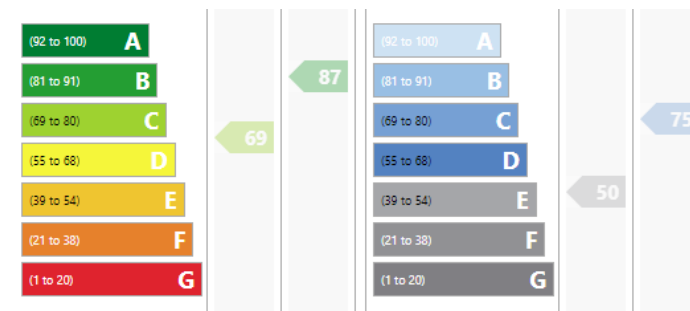 (92 to 100) A
(81 to 91) B
(69 to 80) C
(55 to 68) D
(39 to 54) E
(21 to 38) F
(1 to 20) G
69
87
(92 to 100) A
(81 to 91) B
(69 to 80) C
(55 to 68) D
(39 to 54) E
(21 to 38) F
(1 to 20) G
50
75